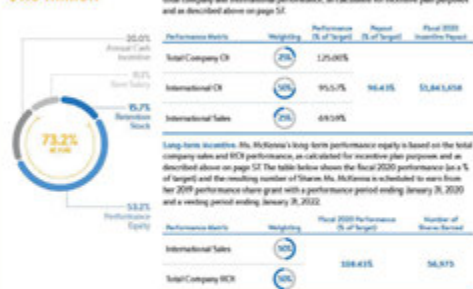 and as described above on page 57.
Performance Metric Weighting Performance (% of Target) Payout (% of Target) Fiscal 2020 Incentive Payout
Total Company OI 25% 125.00%
International OI 50% 95.57% 96.43% $1,843,658
International Sales 25% 69.59%
20.0%
Annual Cash
Incentive
Base Salary
15.7%
Retention
Stock
73.2%
53.2%
Performance
Equity
Long-term incentive. Ms. McKenna's long-term performance equity is based on the total
company sales and ROI performance, as calculated for incentive plan purposes and as
described above on page 57. The table below shows the fiscal 2020 performance (as a %
of target) and the resulting number of Shares Ms. McKenna is scheduled to earn from
her 2019 performance share grant with a performance period ending January 31, 2020
and a vesting period ending January 31, 2022.
Performance Metric Weighting Fiscal 2020 Performance (% of Target) Number of Shares Earned
International Sales 50%
108.43% 56,975
Total Company ROI 50%